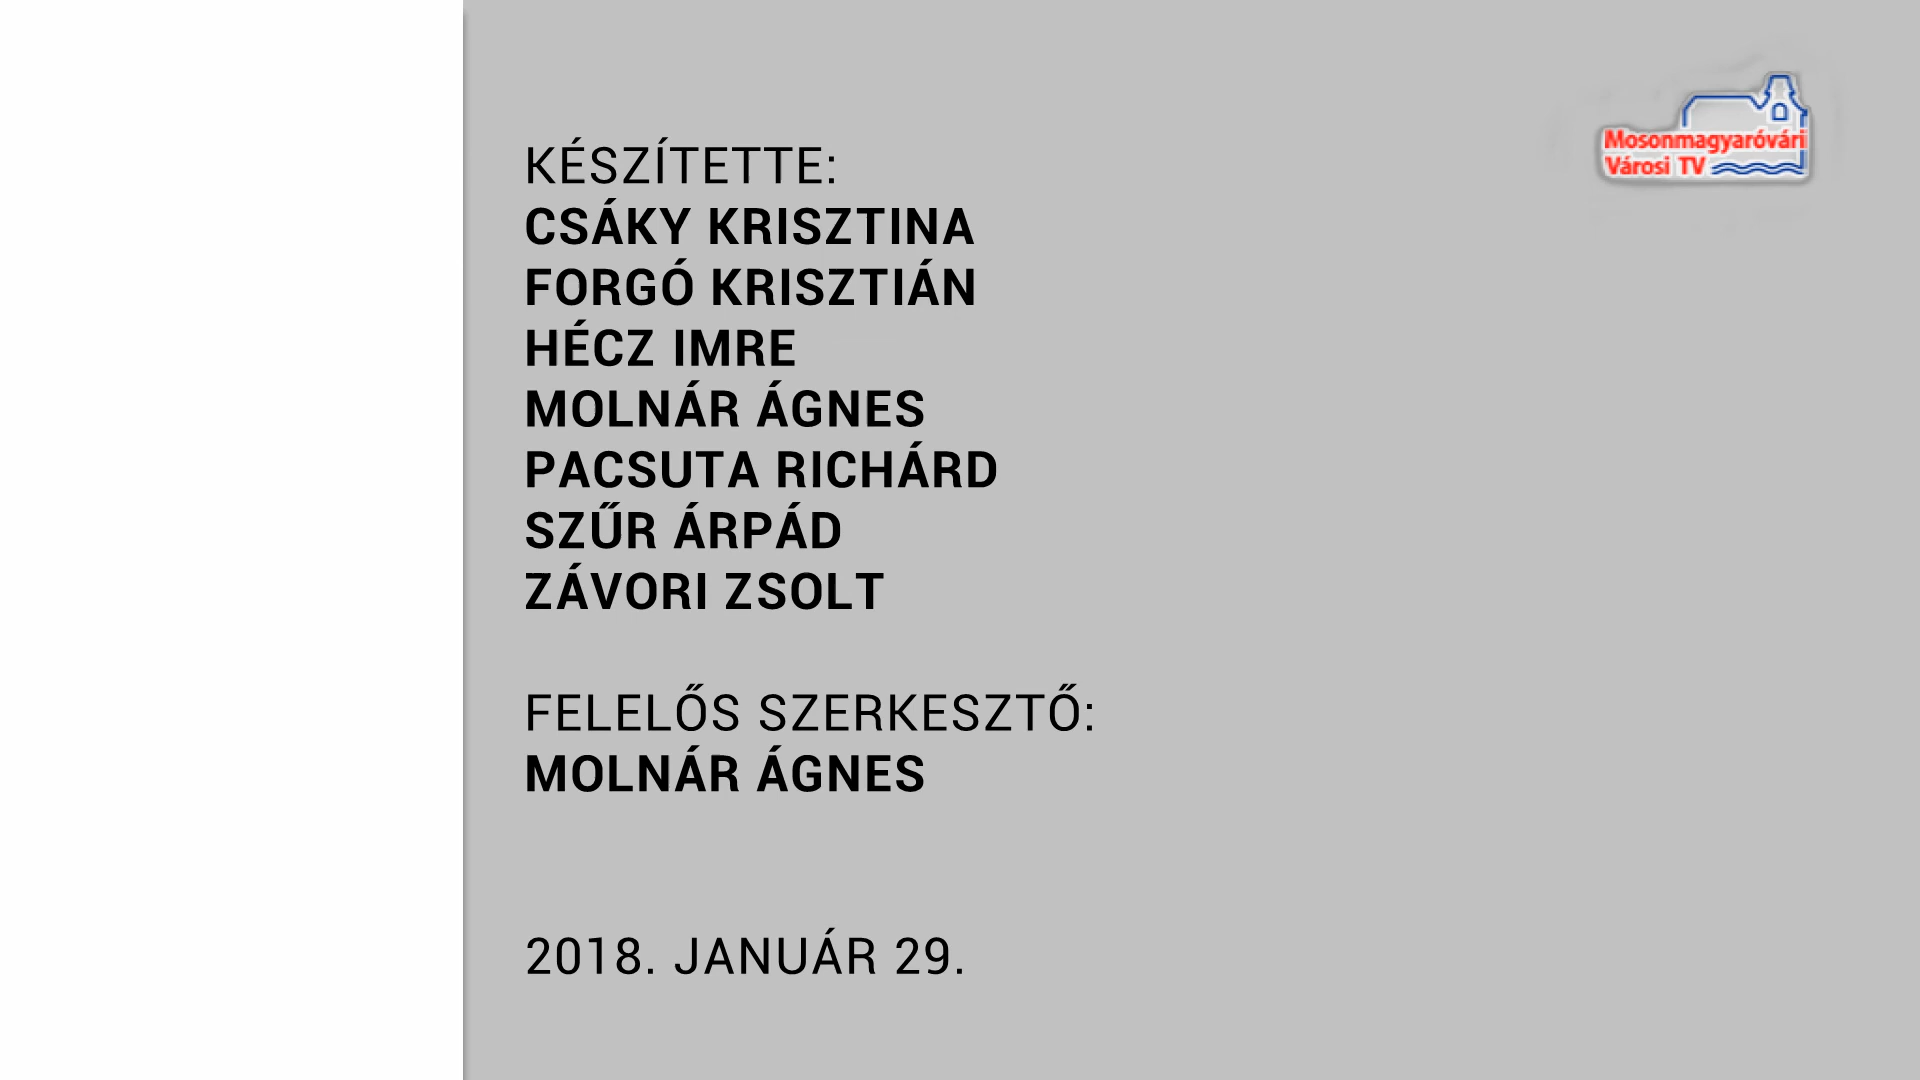 KÉSZÍTETTE:
CSÁKY KRISZTINA
FORGÓ KRISZTIÁN
HÉCZ IMRE
MOLNÁR ÁGNES
PACSUTA RICHÁRD
SZŰR ÁRPÁD
ZÁVORI ZSOLT
FELELŐS SZERKESZTŐ:
MOLNÁR ÁGNES
2018. JANUÁR 29.
Mosonmagyaróvári
Városi TV